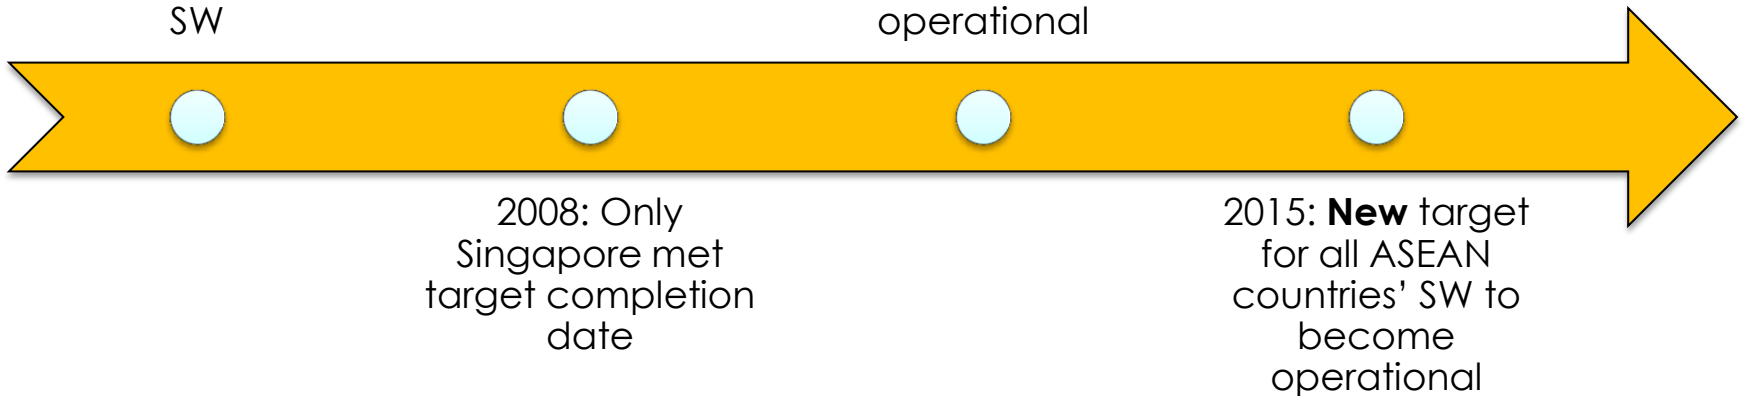 SW
operational
2008: Only
Singapore met
target completion
date
2015: New target
for all ASEAN
countries’ SW to
become
operational